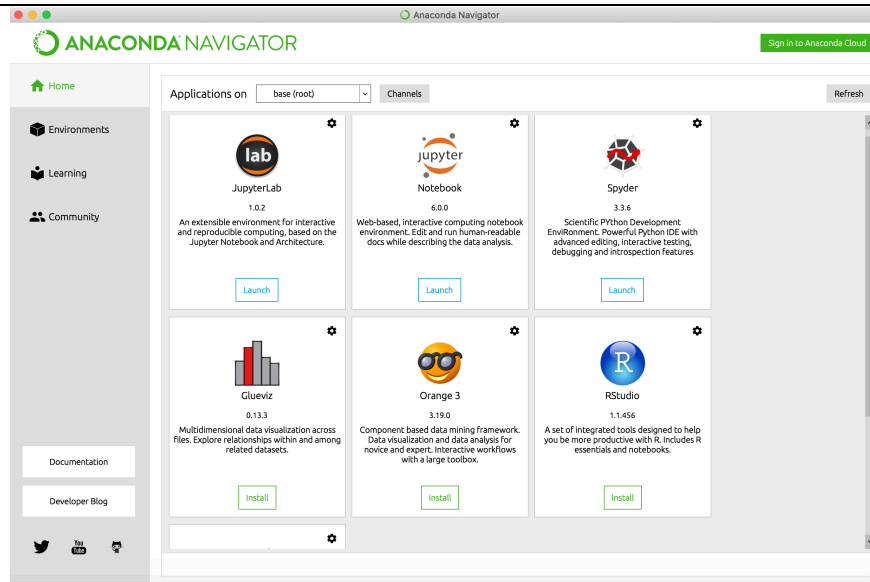 Anaconda Navigator
ANACONDA NAVIGATOR
Sign in to Anaconda Cloud
Home
Environments
Learning
Community
Documentation
Developer Blog
You
Tube
Applications on
base (root)
Channels
Refresh
lab
JupyterLab
1.0.2
An extensible environment for interactive
and reproducible computing, based on the
Jupyter Notebook and Architecture.
Launch
jupyter
Notebook
6.0.0
Web-based, interactive computing notebook
environment. Edit and run human-readable
docs while describing the data analysis.
Launch
Spyder
3.3.6
Scientific PYthon Development
EnviRonment. Powerful Python IDE with
advanced editing, interactive testing,
debugging and introspection features
Launch
Glueviz
0.13.3
Multidimensional data visualization across
files. Explore relationships within and among
related datasets.
Install
Orange 3
3.19.0
Component based data mining framework.
Data visualization and data analysis for
novice and expert. Interactive workflows
with a large toolbox.
Install
R
RStudio
1.1.456
A set of integrated tools designed to help
you be more productive with R. Includes R
essentials and notebooks.
Install